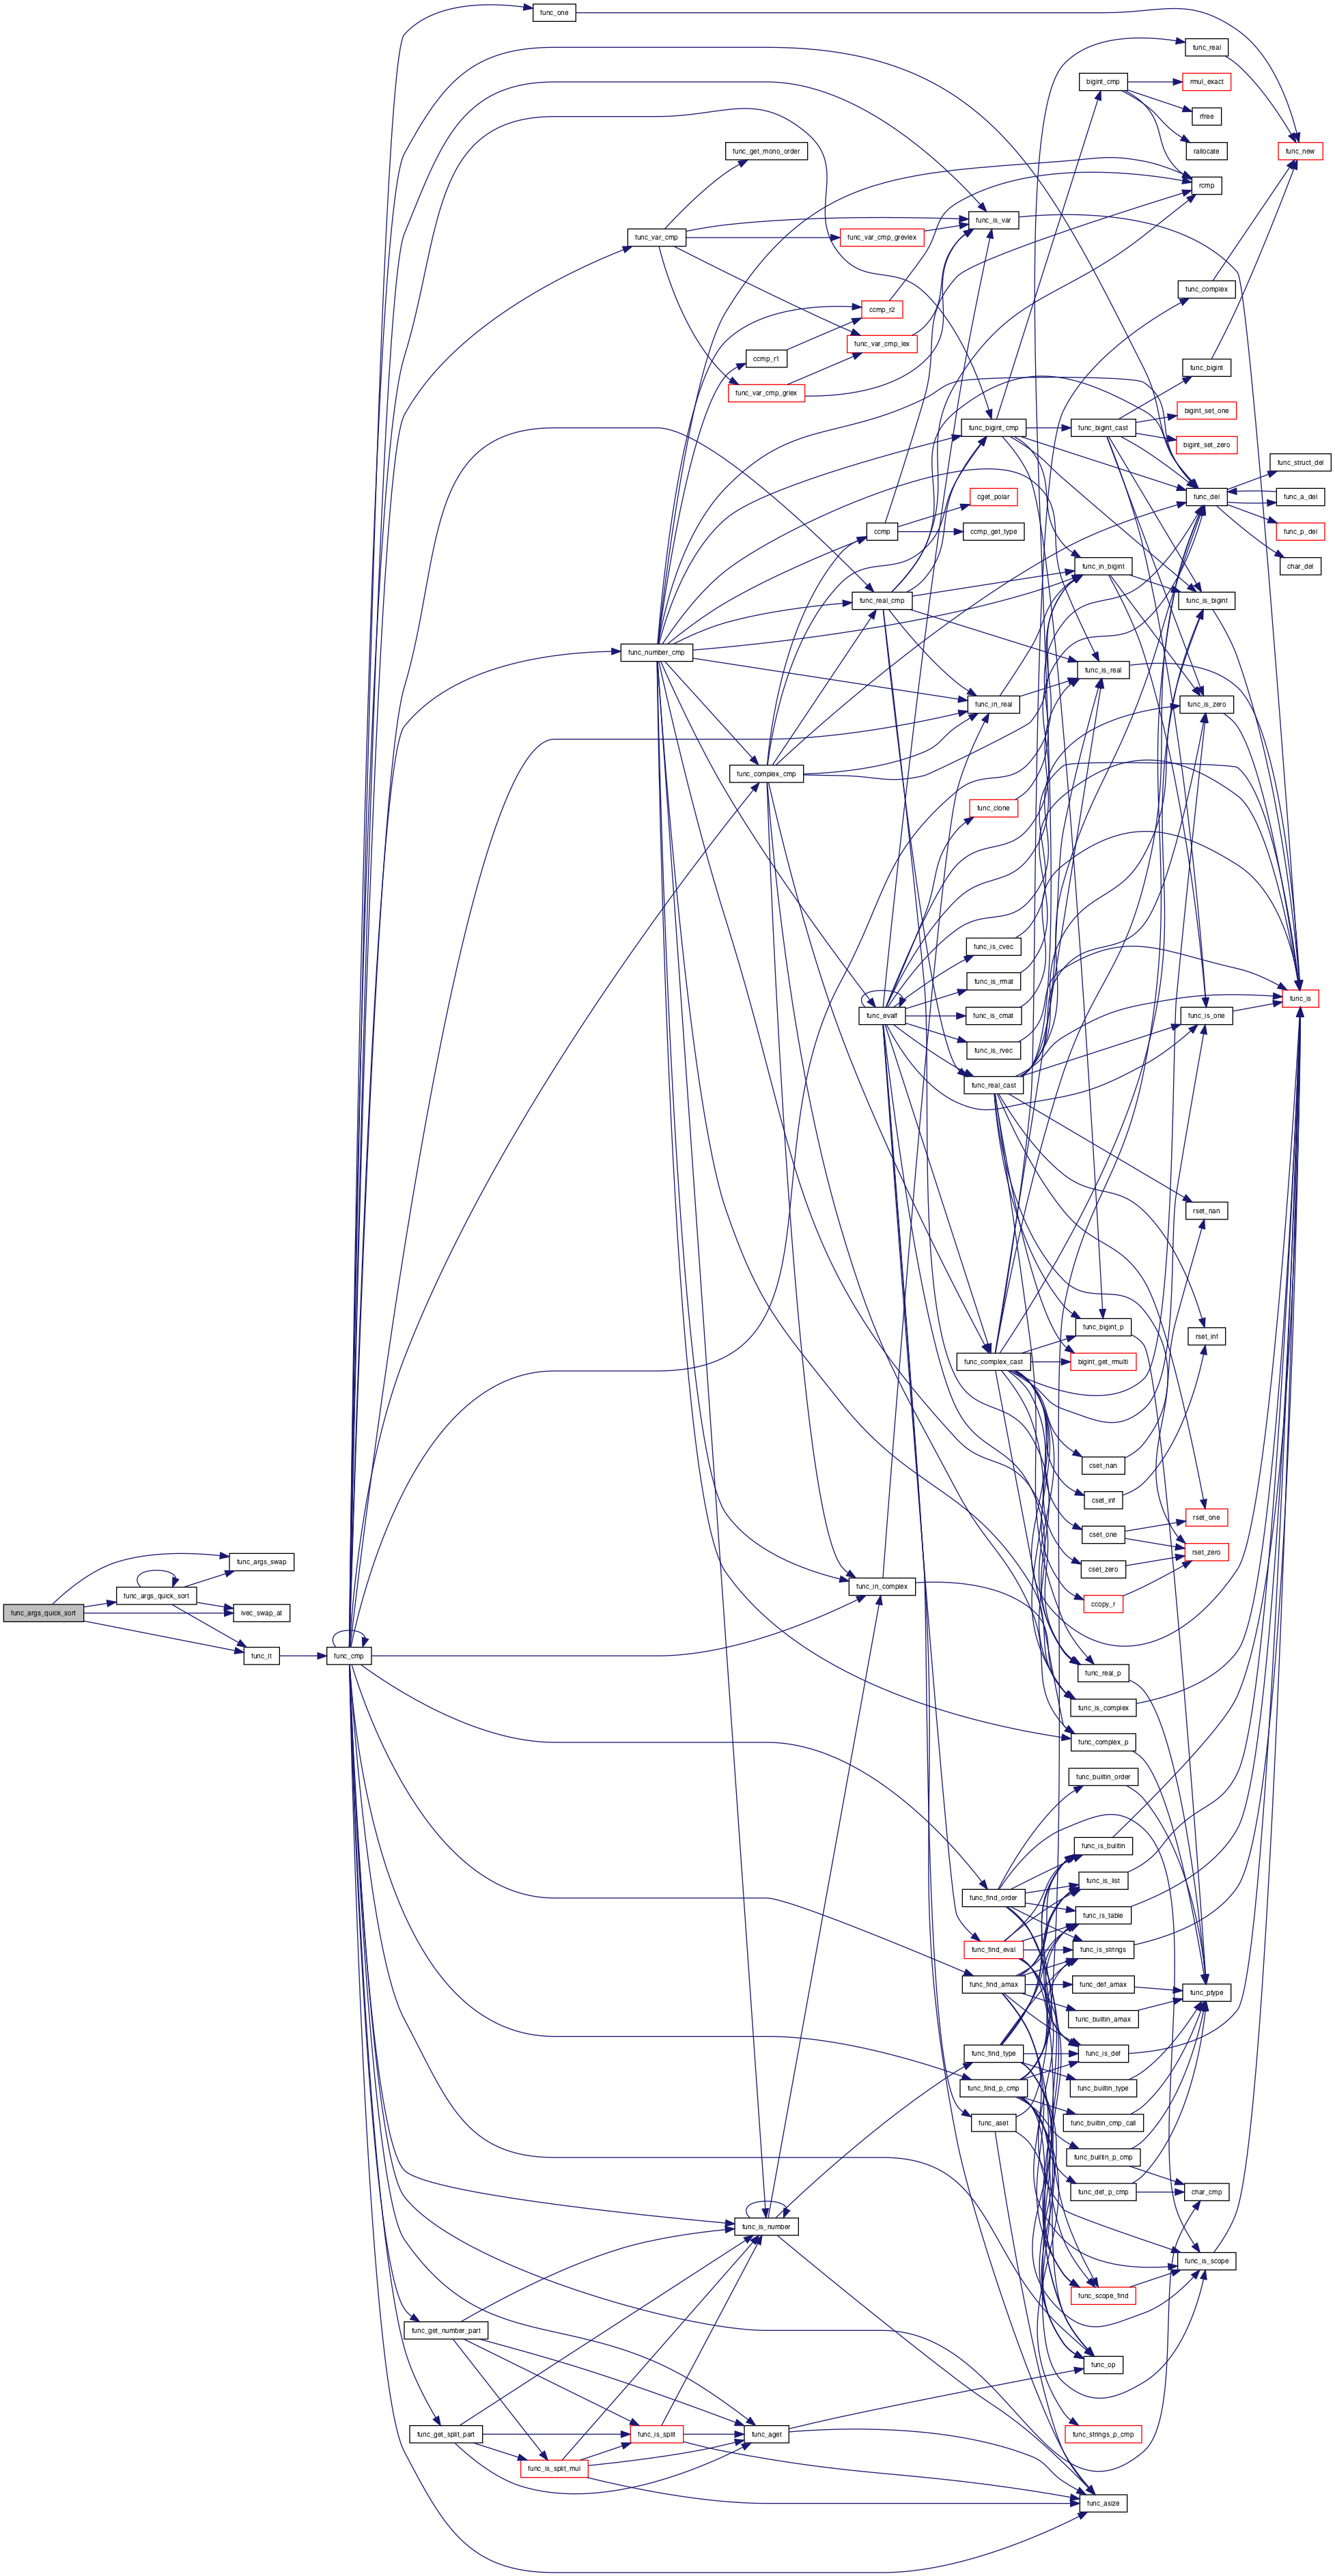 func_one
func_real
bigint_cmp
rmul_exact
rfree
func_get_mono_order
rallocate
func_new
rcmp
func_is_var
func_var_cmp
func_var_cmp_grevlex
func_complex
ccmp_r2
func_var_cmp_lex
ccmp_r1
func_bigint
func_var_cmp_grlex
bigint_set_one
func_bigint_cmp
func_bigint_cast
bigint_set_zero
func_struct_del
cget_polar
func_del
func_a_del
ccmp
ccmp_get_type
func_p_del
func_in_bigint
char_del
func_real_cmp
func_is_bigint
func_number_cmp
func_is_real
func_in_real
func_is_zero
func_complex_cmp
func_clone
func_is_cvec
func_is_rmat
func_is
func_evalf
func_is_cmat
func_is_one
func_is_rvec
func_real_cast
rset_nan
func_bigint_p
rset_inf
func_complex_cast
bigint_get_rmulti
cset_nan
cset_inf
rset_one
cset_one
rset_zero
func_args_swap
cset_zero
func_in_complex
func_args_quick_sort
ccopy_r
func_args_quick_sort
ivec_swap_at
func_lt
func_cmp
func_real_p
func_is_complex
func_complex_p
func_builtin_order
func_is_builtin
func_is_list
func_find_order
func_is_table
func_find_eval
func_is_strings
func_find_amax
func_def_amax
func_ptype
func_builtin_amax
func_find_type
func_is_def
func_find_p_cmp
func_builtin_type
func_aset
func_builtin_cmp_call
func_builtin_p_cmp
func_def_p_cmp
char_cmp
func_is_number
func_is_scope
func_scope_find
func_get_number_part
func_op
func_get_split_part
func_is_split
func_aget
func_strings_p_cmp
func_is_split_mul
func_asize